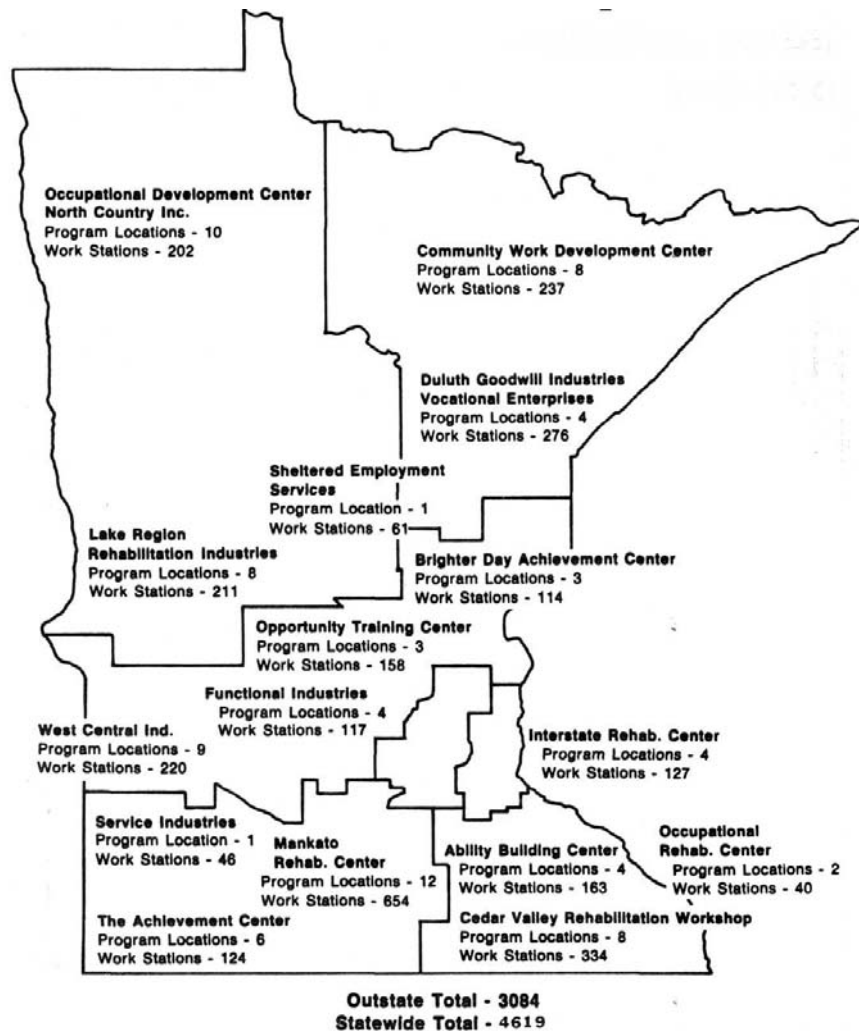 Occupational Development Center
North Country Inc.
Program Locations - 10
Work Stations - 202
Community Work Development Center
Program Locations - 8
Work Stations - 237
Duluth Goodwill Industries
Vocational Enterprises
Program Locations - 4
Work Stations - 276
Sheltered Employment
Services
Program Location - 1
Work Stations - 61
Lake Region
Rehabilitation Industries
Program Locations - 8
Work Stations - 211
Brighter Day Achievement Center
Program Locations - 3
Work Stations - 114
Opportunity Training Center
Program Locations - 3
Work Stations - 158
Functional Industries
Program Locations - 4
Work Stations - 117
West Central Ind.
Program Locations - 9
Work Stations - 220
Interstate Rehab. Center
Program Locations - 4
Work Stations - 127
Service Industries
Program Location - 1
Work Stations - 46
Mankato
Rehab. Center
Program Locations - 12
Work Stations - 654
Ability Building Center
Program Locations - 4
Work Stations - 163
Occupational
Rehab. Center
Program Locations - 2
Work Stations - 40
The Achievement Center
Program Locations - 6
Work Stations - 124
Cedar Valley Rehabilitation Workshop
Program Locations - 8
Work Stations - 334
Outstate Total - 3084
Statewide Total - 4619